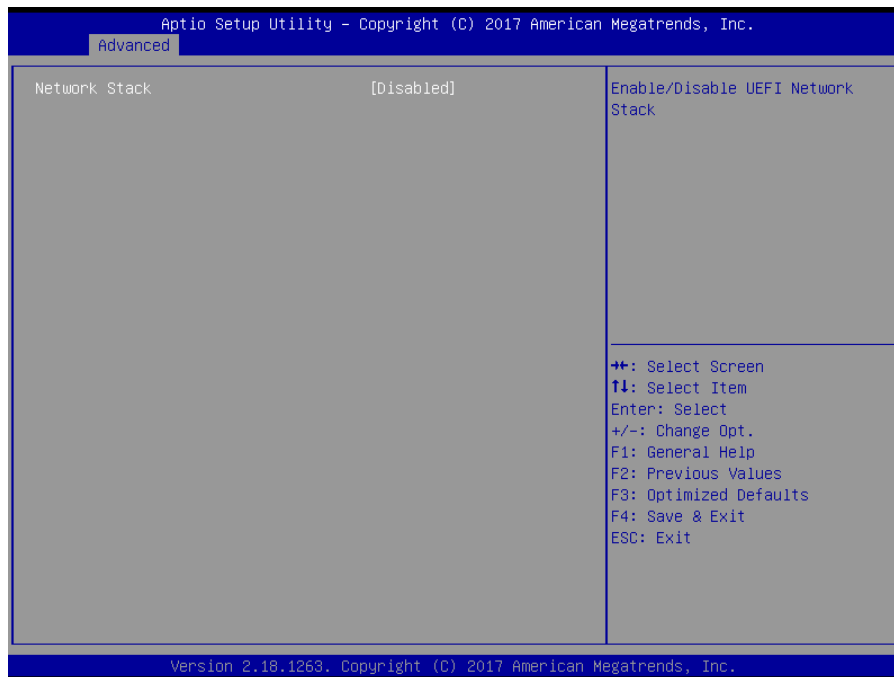 Aptio Setup Utility – Copyright (C) 2017 American Megatrends, Inc.
Advanced
Network Stack [Disabled]
Enable/Disable UEFI Network
Stack
→←: Select Screen
↑↓: Select Item
Enter: Select
+/-: Change Opt.
F1: General Help
F2: Previous Values
F3: Optimized Defaults
F4: Save & Exit
ESC: Exit
Version 2.18.1263. Copyright (C) 2017 American Megatrends, Inc.